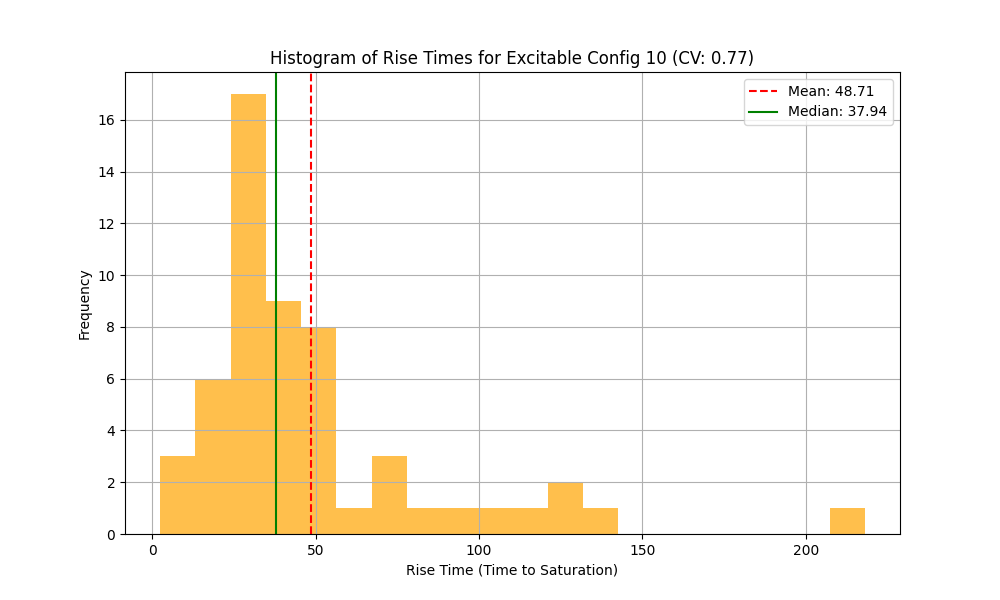 Histogram of Rise Times for Excitable Config 10 (CV: 0.77)
Mean: 48.71
Median: 37.94
Frequency
16
14
12
10
8
6
4
2
0
0 50 100 150 200
Rise Time (Time to Saturation)